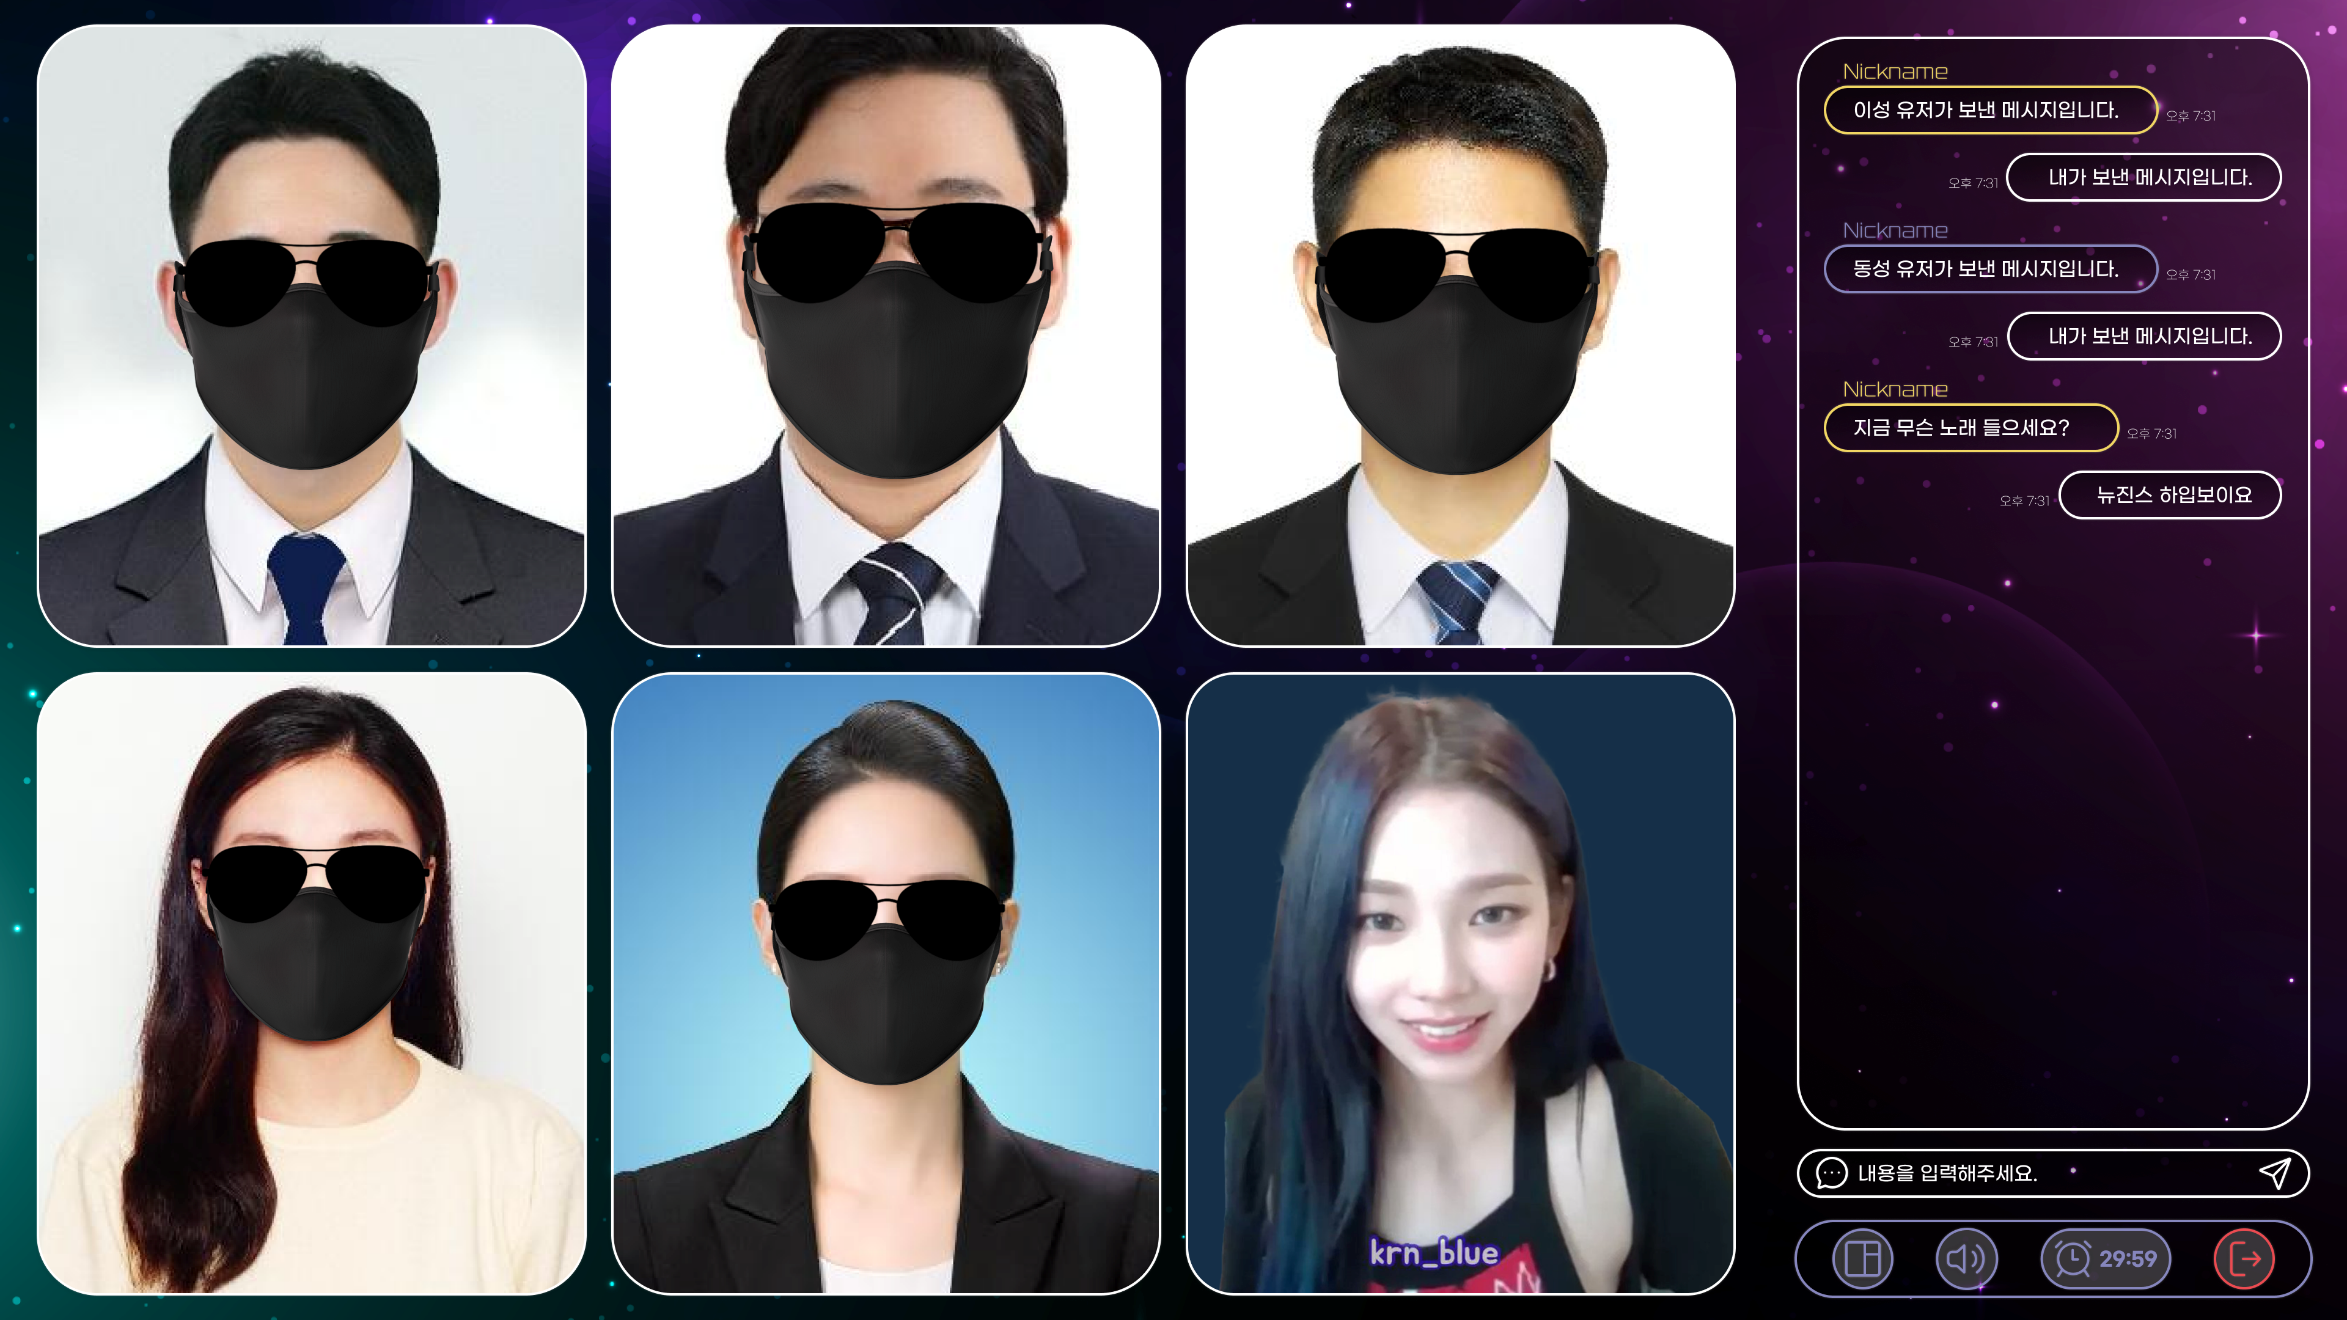 Nickname
이성 유저가 보낸 메시지입니다.
오후 7:31
오후 7:31
내가 보낸 메시지입니다.
Nickname
동성 유저가 보낸 메시지입니다.
오후 7:31
오후 7:31
내가 보낸 메시지입니다.
Nickname
지금 무슨 노래 들으세요?
오후 7:31
오후 7:31
뉴진스 하입보이요
내용을 입력해주세요.
krn_blue
29:59